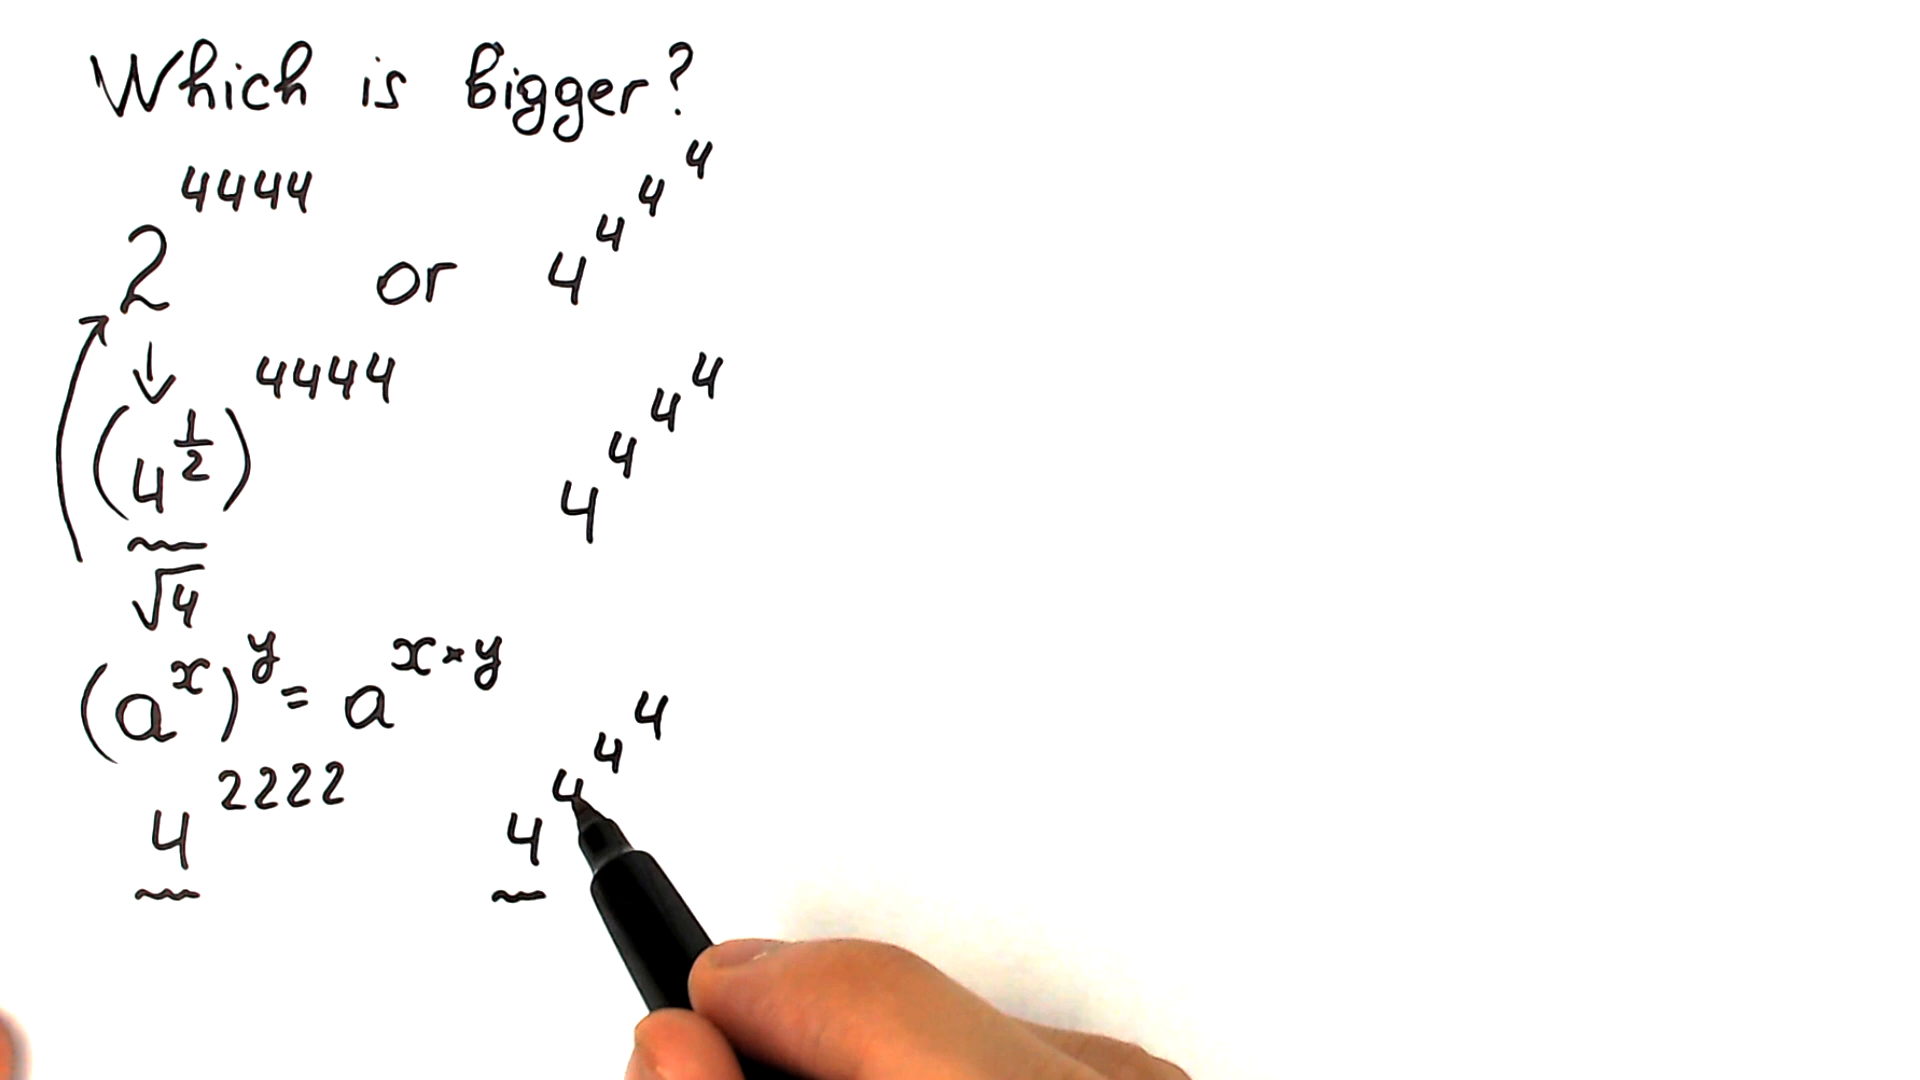 Which is bigger?
2^4444 or 4^4^4^4
(4^(1/2))^4444 4^4^4^4
√4
(a^x)^y = a^(x·y)
4^2222 4^4^4^4